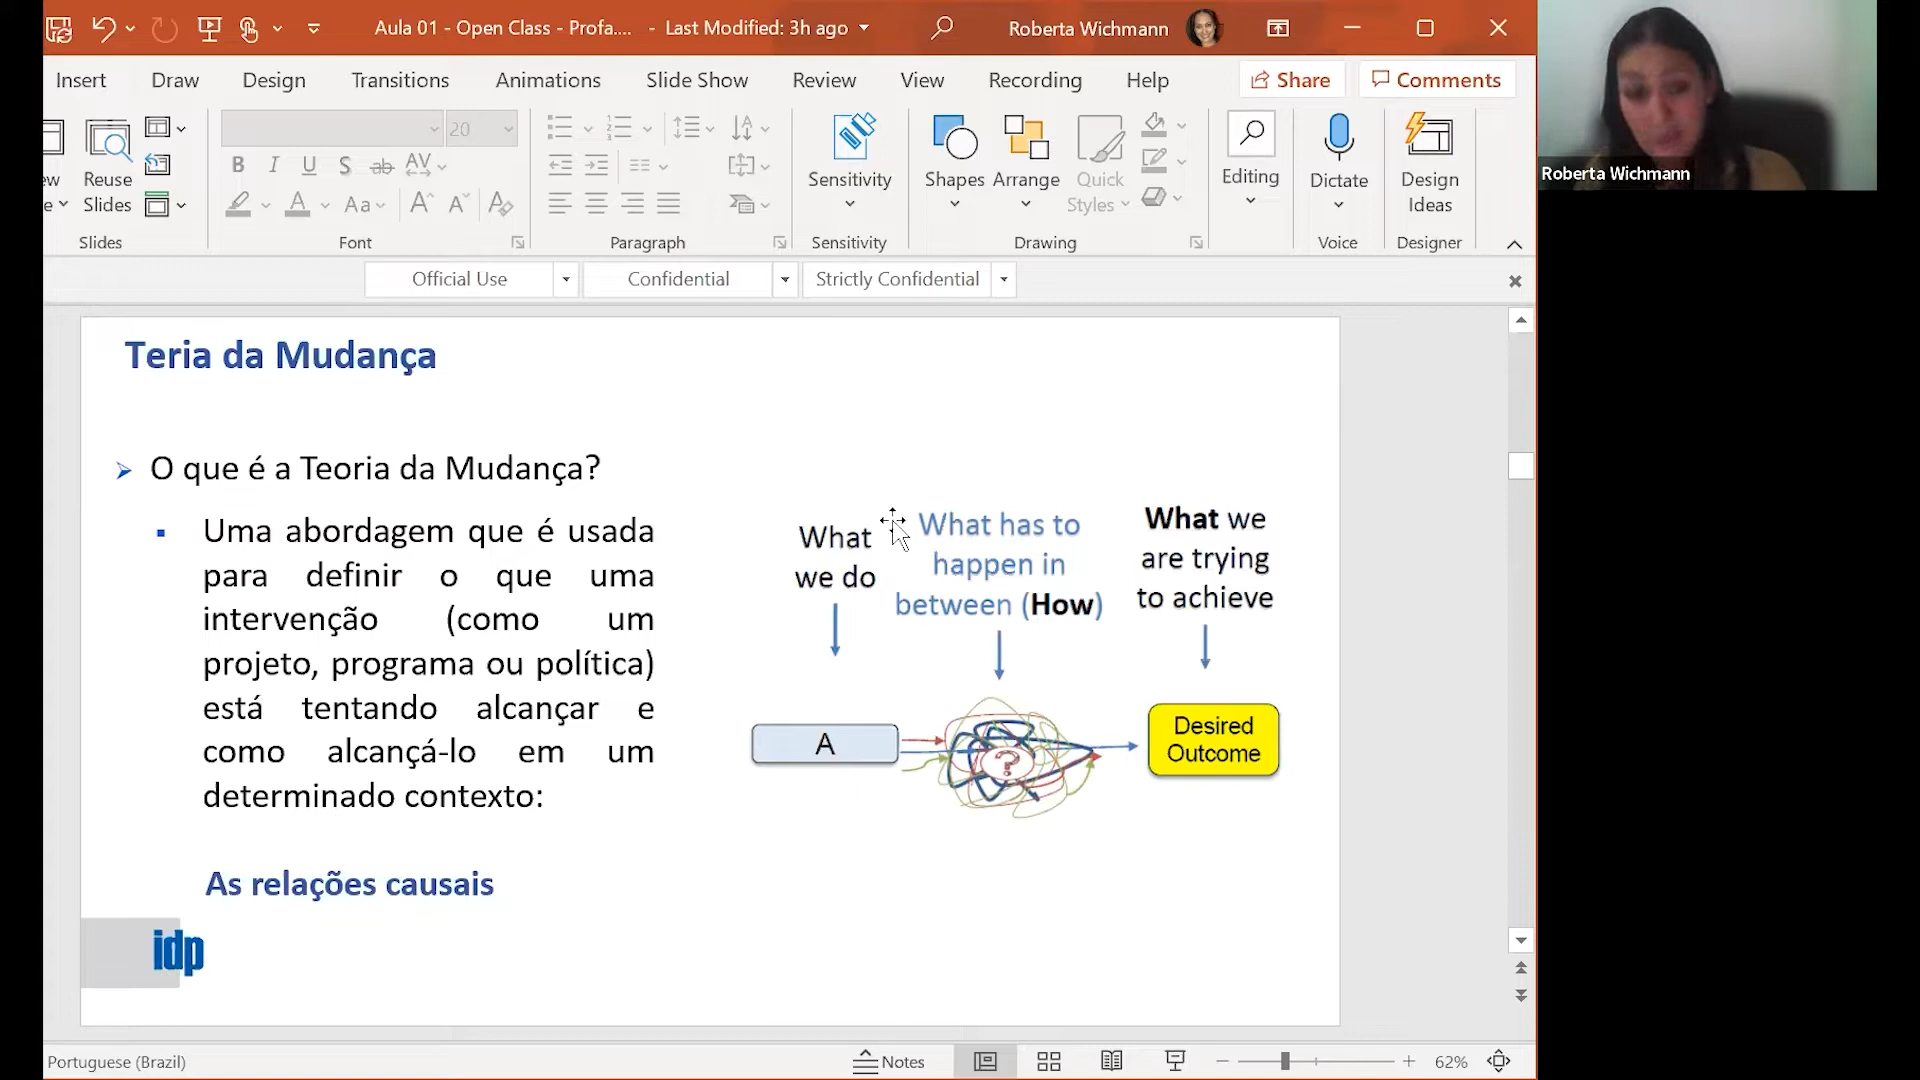 Aula 01 - Open Class - Profa.... - Last Modified: 3h ago
Roberta Wichmann
Insert Draw Design Transitions Animations Slide Show Review View Recording Help Share Comments
20
Reuse
Slides
B I U S ab AV
Aa A A
Sensitivity
Shapes Arrange Quick
Styles
Editing
Dictate
Design
Ideas
Slides Font Paragraph Sensitivity Drawing Voice Designer
Official Use Confidential Strictly Confidential
Roberta Wichmann
Teria da Mudança
O que é a Teoria da Mudança?
Uma abordagem que é usada
para definir o que uma
intervenção (como um
projeto, programa ou política)
está tentando alcançar e
como alcançá-lo em um
determinado contexto:
As relações causais
idp
What
we do
What has to
happen in
between (How)
What we
are trying
to achieve
A
?
Desired
Outcome
Portuguese (Brazil)
Notes
62%